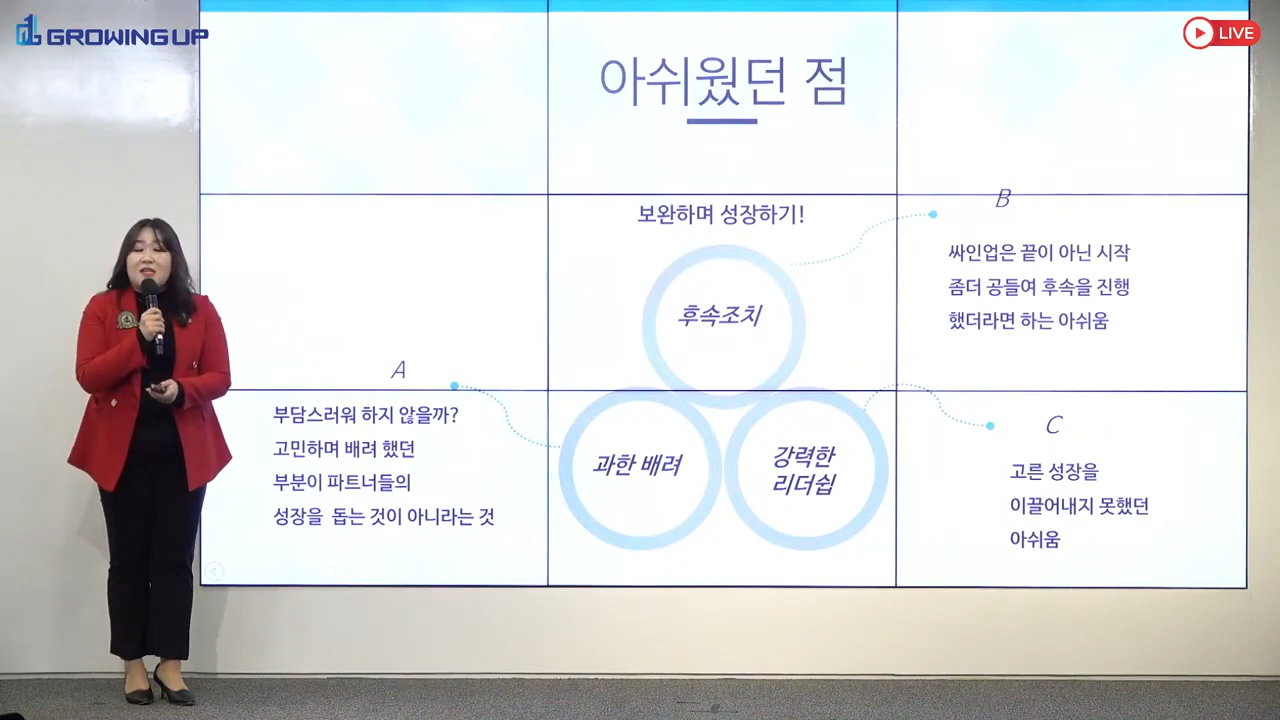 GROWING UP
LIVE
아쉬웠던 점
보완하며 성장하기!
B
싸인업은 끝이 아닌 시작
좀더 공들여 후속을 진행
했더라면 하는 아쉬움
후속조치
A
부담스러워 하지 않을까?
고민하며 배려 했던
부분이 파트너들의
성장을 돕는 것이 아니라는 것
과한 배려
강력한
리더쉽
C
고른 성장을
이끌어내지 못했던
아쉬움